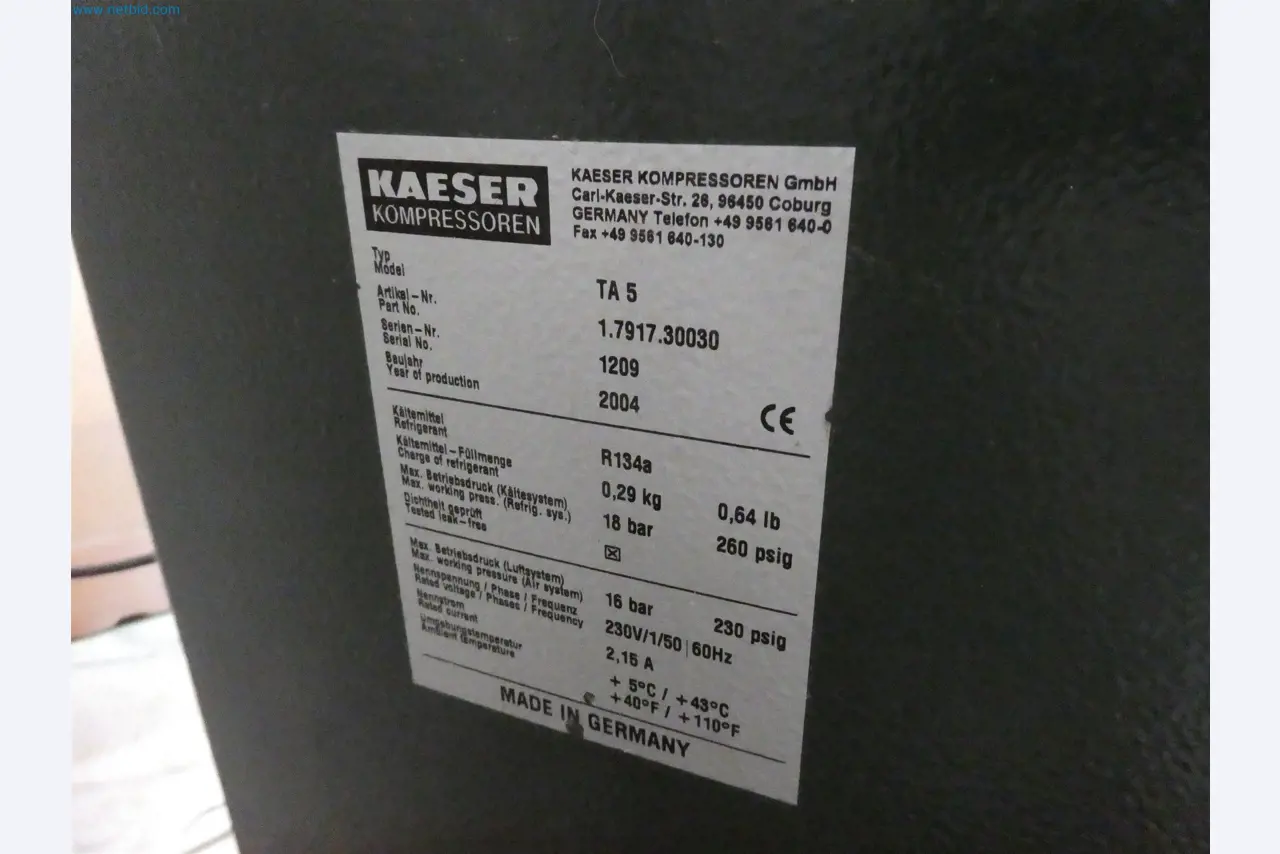 www.netbid.com
KAESER
KOMPRESSOREN
KAESER KOMPRESSOREN GmbH
Carl-Kaeser-Str. 26, 96450 Coburg
GERMANY Telefon +49 9561 640-0
Fax +49 9561 640-130
Typ
Model
TA 5
Artikel-Nr.
Part No.
1.7917.30030
Serien-Nr.
Serial No.
1209
Baujahr
Year of production
2004
CE
Kältemittel
Refrigerant
R134a
Kältemittel-Füllmenge
Charge of refrigerant
0,29 kg 0,64 lb
Max. Betriebsdruck (Kältesystem)
Max. working press. (Refrig. sys.)
18 bar 260 psig
Dichtheit geprüft
Tested leak-free
☒
Max. Betriebsdruck (Luftsystem)
Max. working pressure (Air system)
16 bar 230 psig
Nennspannung / Phase / Frequenz
Rated voltage / Phases / Frequency
230V/1/50|60Hz
Nennstrom
Rated current
2,15 A
Umgebungstemperatur
Ambient temperature
+ 5°C / +43°C
+40°F / +110°F
MADE IN GERMANY